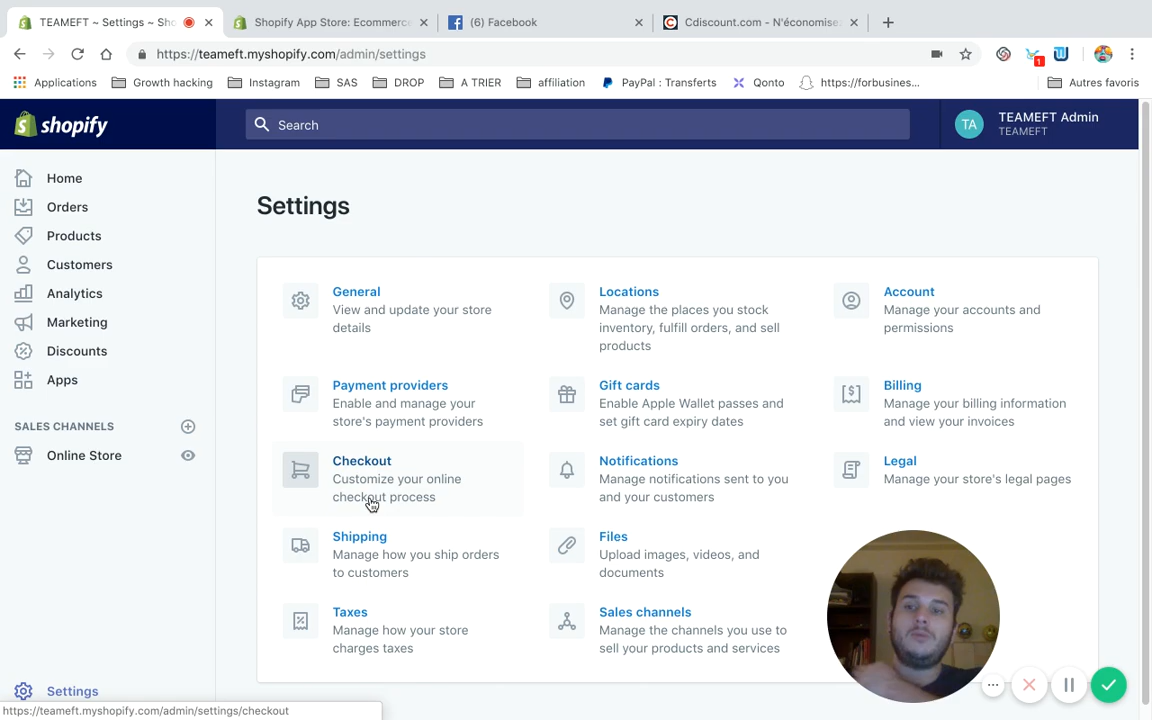 TEAMEFT ~ Settings ~ Sho
Shopify App Store: Ecommerce
(6) Facebook
Cdiscount.com - N'économise
https://teameft.myshopify.com/admin/settings
Applications
Growth hacking
Instagram
SAS
DROP
A TRIER
affiliation
PayPal : Transferts
Qonto
https://forbusines...
Autres favoris
1
shopify
Search
TA
TEAMEFT Admin
TEAMEFT
Home
Orders
Products
Customers
Analytics
Marketing
Discounts
Apps
SALES CHANNELS
Online Store
Settings
Settings
General
View and update your store
details
Locations
Manage the places you stock
inventory, fulfill orders, and sell
products
Account
Manage your accounts and
permissions
Payment providers
Enable and manage your
store's payment providers
Gift cards
Enable Apple Wallet passes and
set gift card expiry dates
Billing
Manage your billing information
and view your invoices
Checkout
Customize your online
checkout process
Notifications
Manage notifications sent to you
and your customers
Legal
Manage your store's legal pages
Shipping
Manage how you ship orders
to customers
Files
Upload images, videos, and
documents
Taxes
Manage how your store
charges taxes
Sales channels
Manage the channels you use to
sell your products and services
https://teameft.myshopify.com/admin/settings/checkout